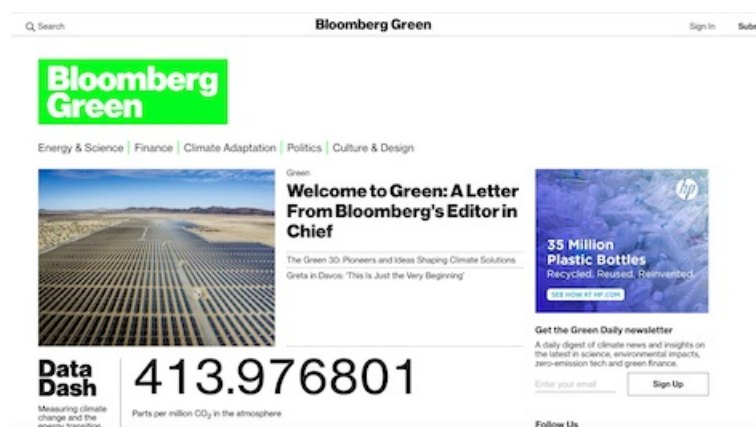 Search
Bloomberg Green
Sign In
Bloomberg
Green
Energy & Science
Finance
Climate Adaptation
Politics
Culture & Design
Green
Welcome to Green: A Letter
From Bloomberg's Editor in
Chief
The Green 30: Pioneers and Ideas Shaping Climate Solutions
Greta in Davos: 'This Is Just the Very Beginning'
hp
35 Million
Plastic Bottles
Recycled. Reused. Reinvented.
SEE HOW AT HP.COM
Get the Green Daily newsletter
A daily digest of climate news and insights on
the latest in science, environmental impacts,
zero-emission tech and green finance.
Enter your email
Sign Up
Data
Dash
Measuring climate
change and the
energy transition
413.976801
Parts per million CO₂ in the atmosphere
Follow Us